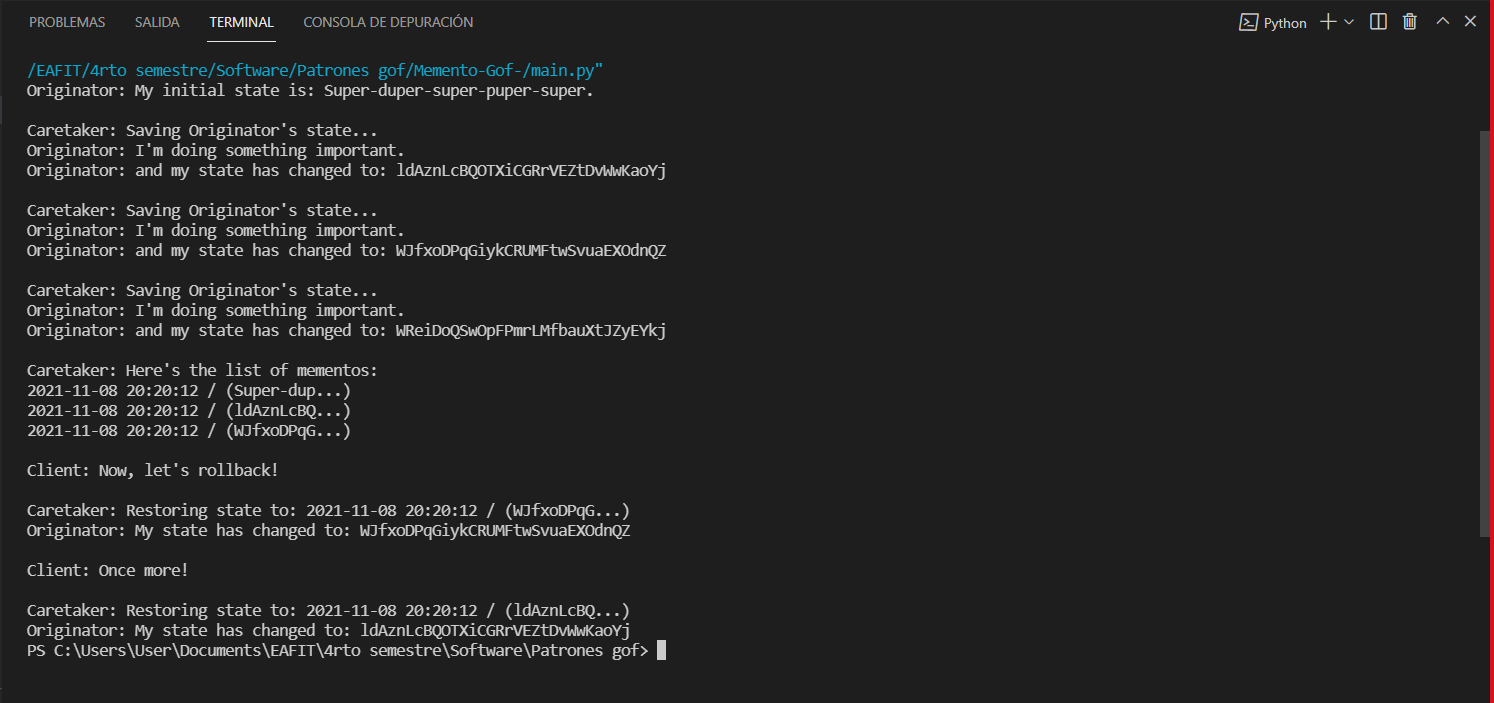 PROBLEMAS SALIDA TERMINAL CONSOLA DE DEPURACIÓN Python
/EAFIT/4rto semestre/Software/Patrones gof/Memento-Gof-/main.py"
Originator: My initial state is: Super-duper-super-puper-super.
Caretaker: Saving Originator's state...
Originator: I'm doing something important.
Originator: and my state has changed to: ldAznLcBQOTXiCGRrVEZtDvWwKaoYj
Caretaker: Saving Originator's state...
Originator: I'm doing something important.
Originator: and my state has changed to: WJfxoDPqGiykCRUMFtwSvuaEXOdnQZ
Caretaker: Saving Originator's state...
Originator: I'm doing something important.
Originator: and my state has changed to: WReiDoQSwOpFPmrLMfbauXtJZyEYkj
Caretaker: Here's the list of mementos:
2021-11-08 20:20:12 / (Super-dup...)
2021-11-08 20:20:12 / (ldAznLcBQ...)
2021-11-08 20:20:12 / (WJfxoDPqG...)
Client: Now, let's rollback!
Caretaker: Restoring state to: 2021-11-08 20:20:12 / (WJfxoDPqG...)
Originator: My state has changed to: WJfxoDPqGiykCRUMFtwSvuaEXOdnQZ
Client: Once more!
Caretaker: Restoring state to: 2021-11-08 20:20:12 / (ldAznLcBQ...)
Originator: My state has changed to: ldAznLcBQOTXiCGRrVEZtDvWwKaoYj
PS C:\Users\User\Documents\EAFIT\4rto semestre\Software\Patrones gof>